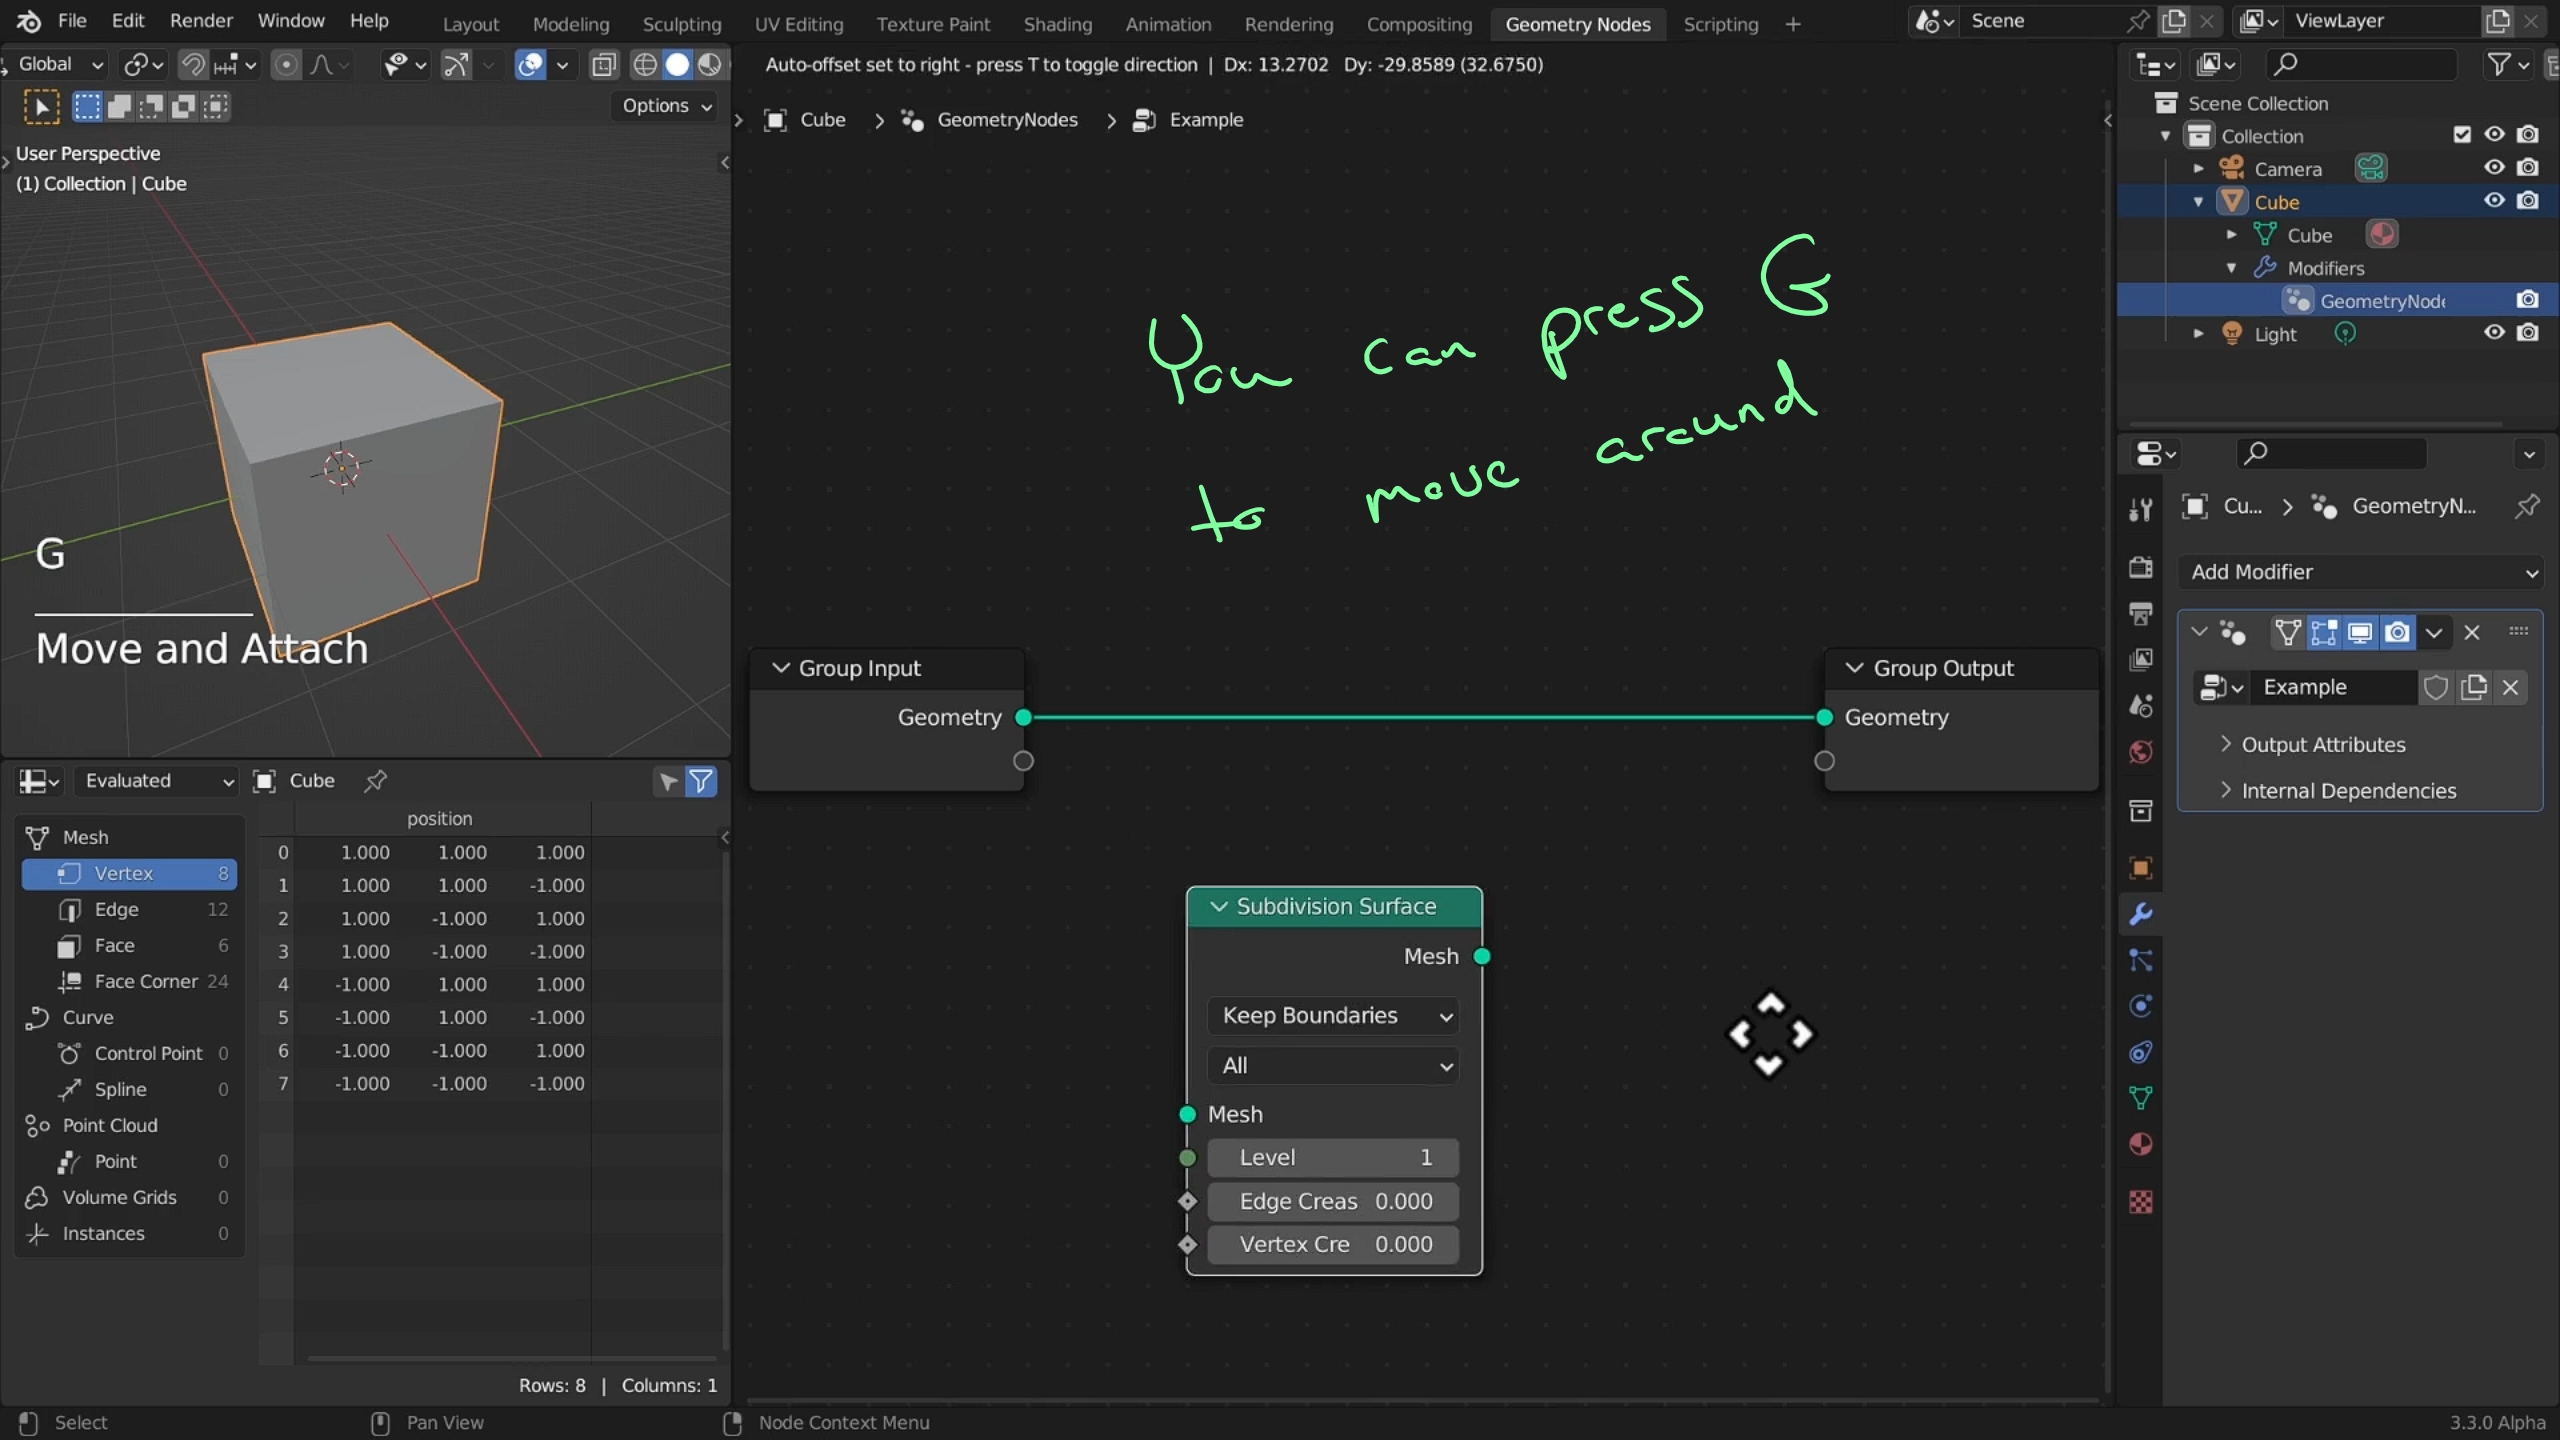 File Edit Render Window Help Layout Modeling Sculpting UV Editing Texture Paint Shading Animation Rendering Compositing Geometry Nodes Scripting + Scene ViewLayer
Global
Options
User Perspective
(1) Collection | Cube
G
Move and Attach
Auto-offset set to right - press T to toggle direction | Dx: 13.2702 Dy: -29.8589 (32.6750)
Cube > GeometryNodes > Example
You can press G
to move around
Group Input
Geometry
Group Output
Geometry
Subdivision Surface
Mesh
Keep Boundaries
All
Mesh
Level 1
Edge Creas 0.000
Vertex Cre 0.000
Scene Collection
Collection
Camera
Cube
Cube
Modifiers
GeometryNode
Light
Cu... > GeometryN...
Add Modifier
Example
Output Attributes
Internal Dependencies
Evaluated Cube
Mesh
Vertex 8
Edge 12
Face 6
Face Corner 24
Curve
Control Point 0
Spline 0
Point Cloud
Point 0
Volume Grids 0
Instances 0
position
0 1.000 1.000 1.000
1 1.000 1.000 -1.000
2 1.000 -1.000 1.000
3 1.000 -1.000 -1.000
4 -1.000 1.000 1.000
5 -1.000 1.000 -1.000
6 -1.000 -1.000 1.000
7 -1.000 -1.000 -1.000
Rows: 8 | Columns: 1
Select Pan View Node Context Menu 3.3.0 Alpha